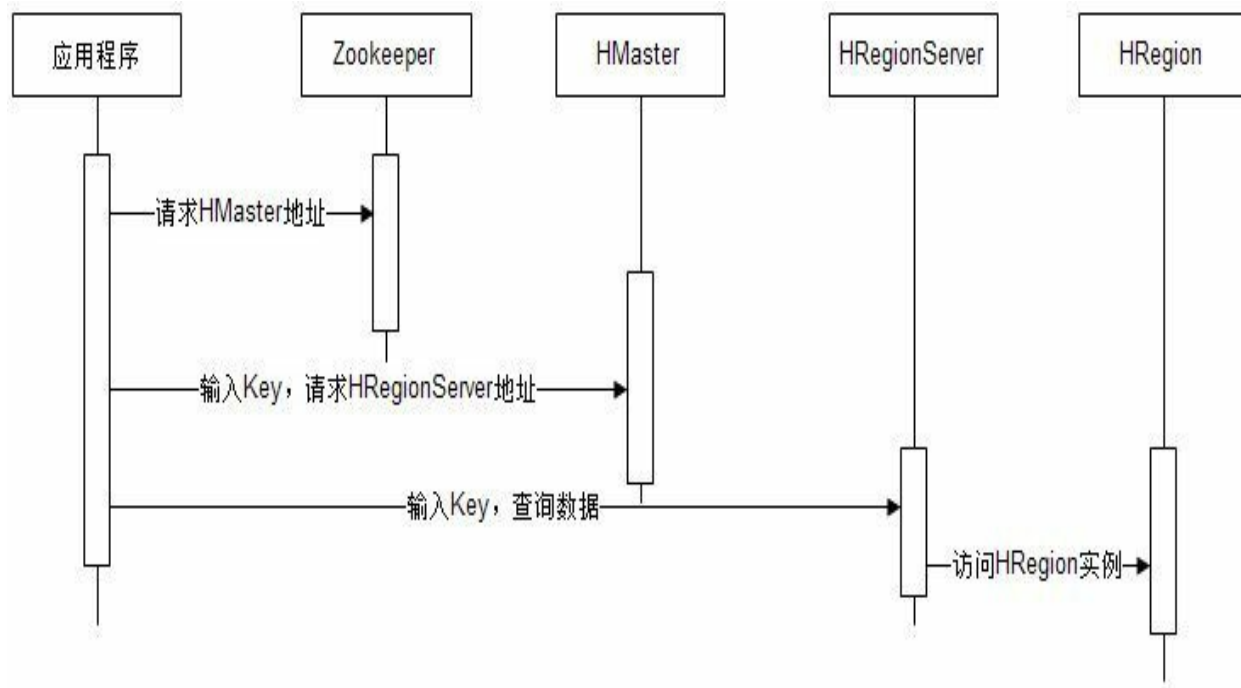 应用程序
Zookeeper
HMaster
HRegionServer
HRegion
请求HMaster地址
输入Key，请求HRegionServer地址
输入Key，查询数据
访问HRegion实例